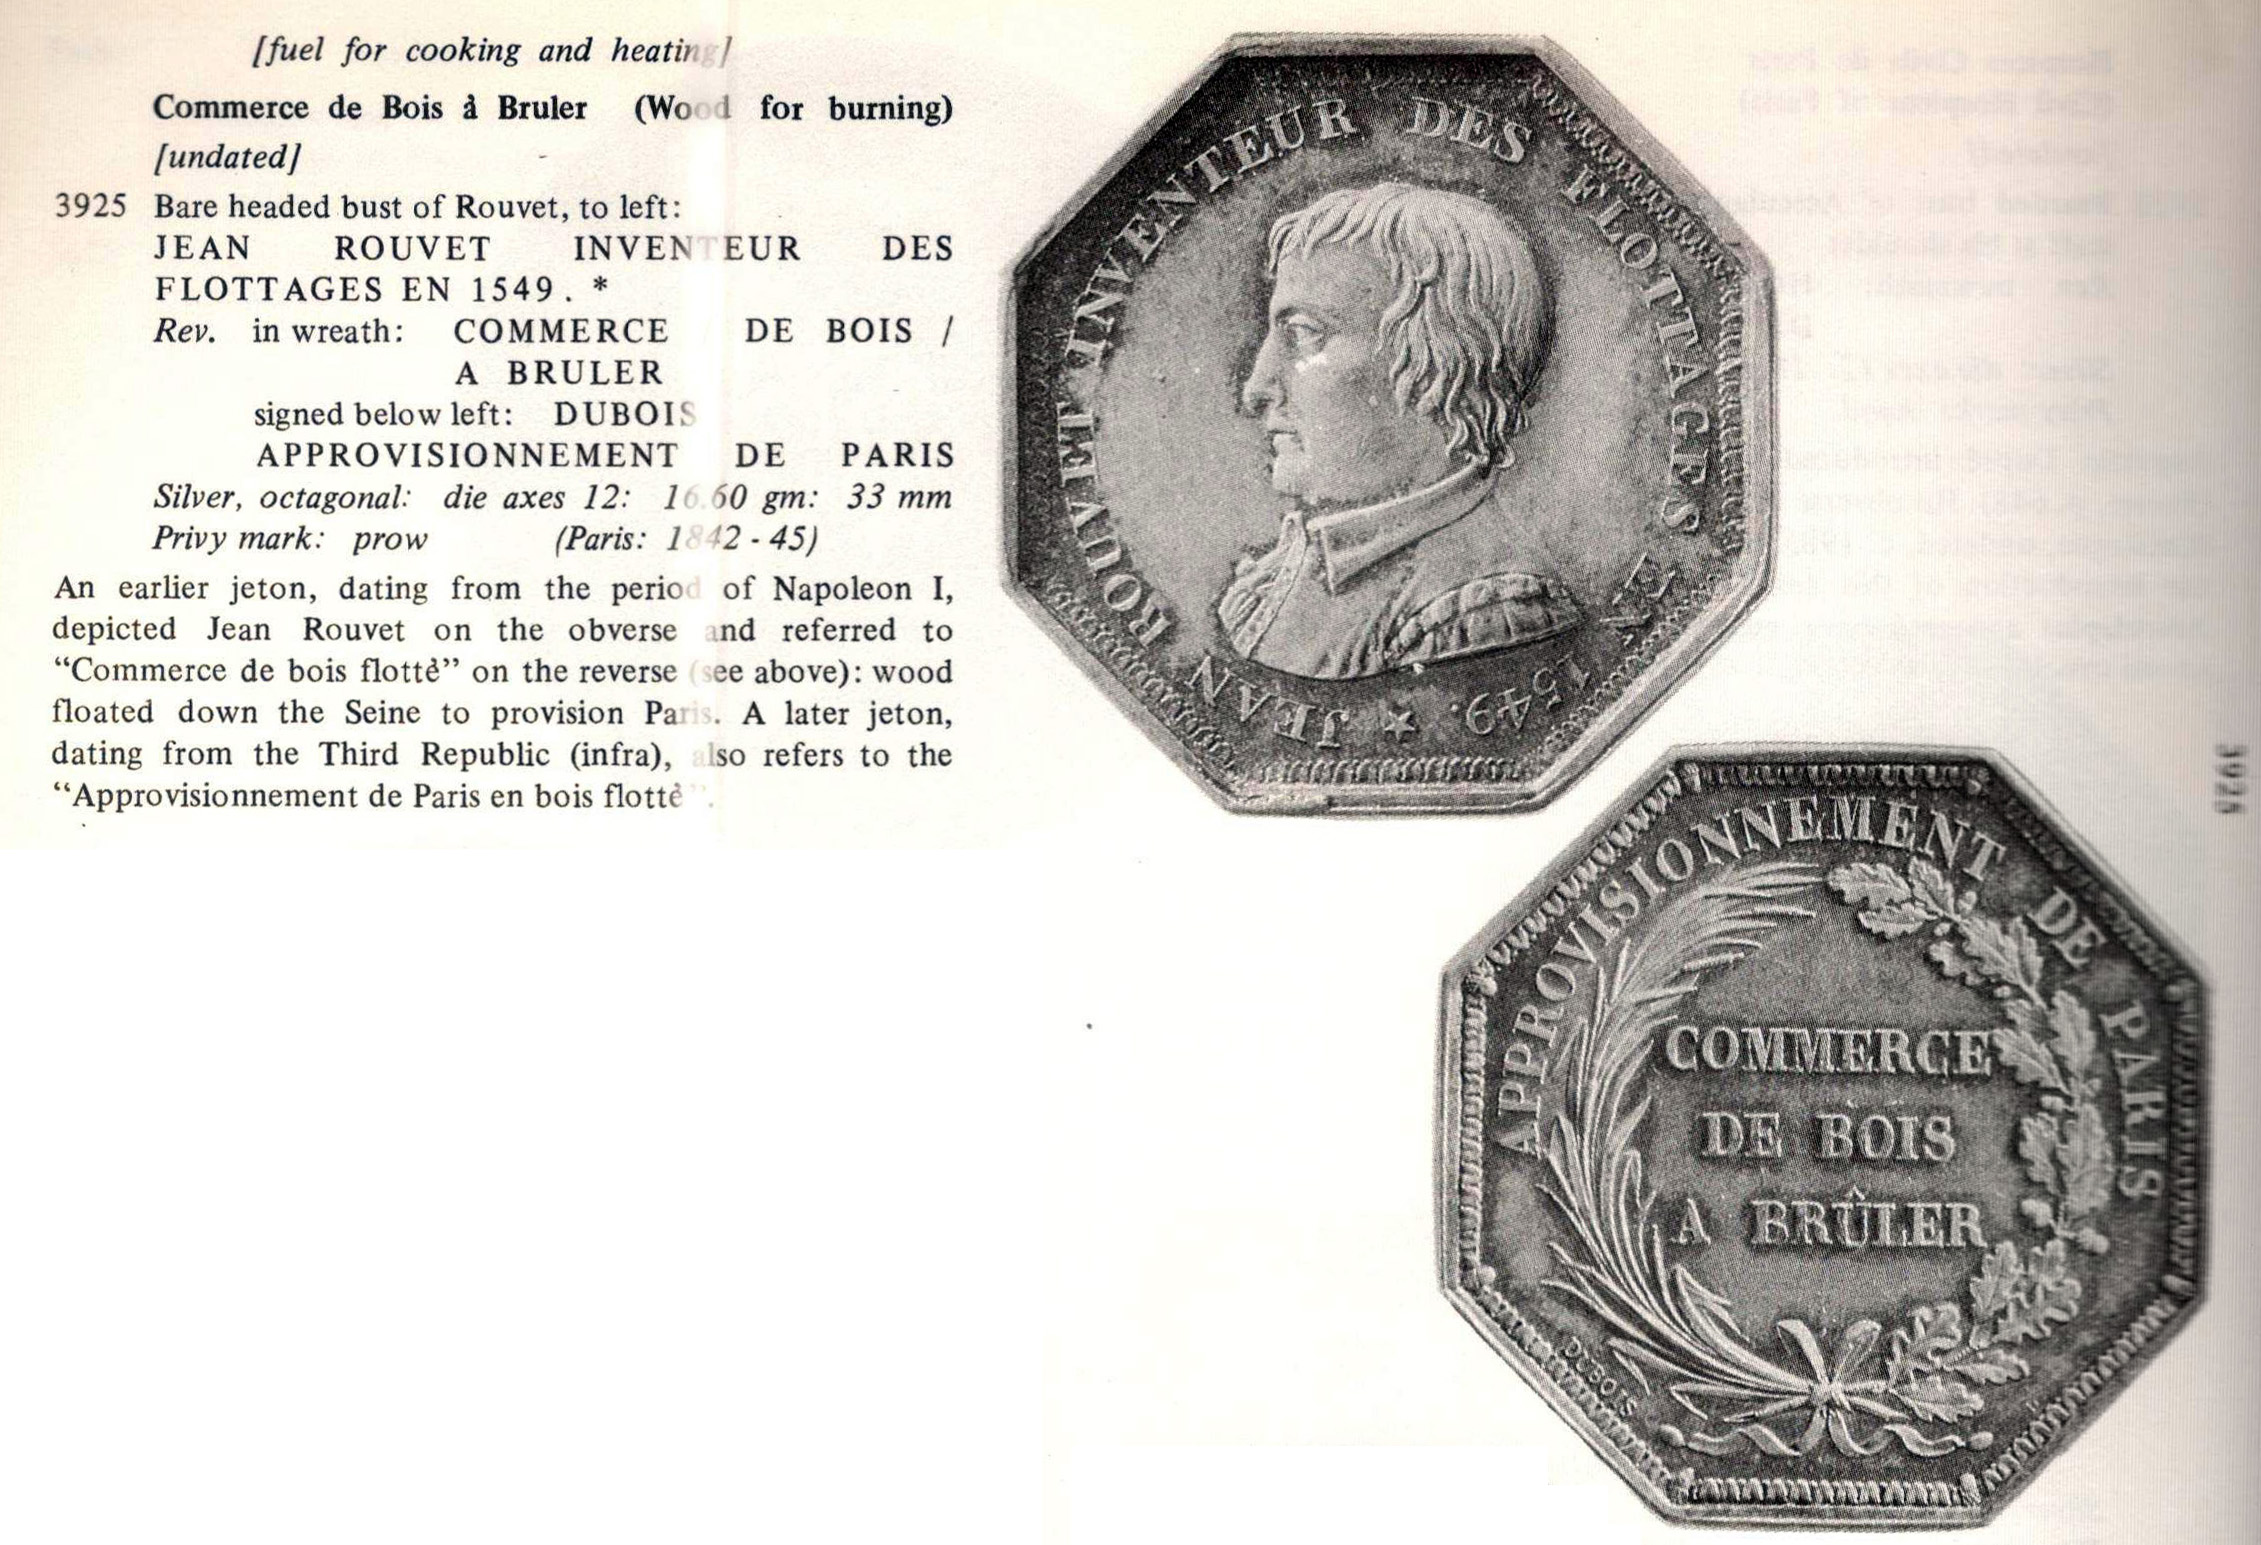 [fuel for cooking and heating]
Commerce de Bois à Bruler (Wood for burning)
[undated]
3925 Bare headed bust of Rouvet, to left:
JEAN ROUVET INVENTEUR DES
FLOTTAGES EN 1549. *
Rev. in wreath: COMMERCE DE BOIS /
A BRULER
signed below left: DUBOIS
APPROVISIONNEMENT DE PARIS
Silver, octagonal: die axes 12: 16.60 gm: 33 mm
Privy mark: prow (Paris: 1842 - 45)
An earlier jeton, dating from the period of Napoleon I,
depicted Jean Rouvet on the obverse and referred to
“Commerce de bois flottè” on the reverse (see above): wood
floated down the Seine to provision Paris. A later jeton,
dating from the Third Republic (infra), also refers to the
“Approvisionnement de Paris en bois flottè”.
JEAN ROUVET INVENTEUR DES FLOTTAGES EN 1549. ★
APPROVISIONNEMENT DE PARIS
COMMERCE
DE BOIS
A BRÛLER
DUBOIS
3925